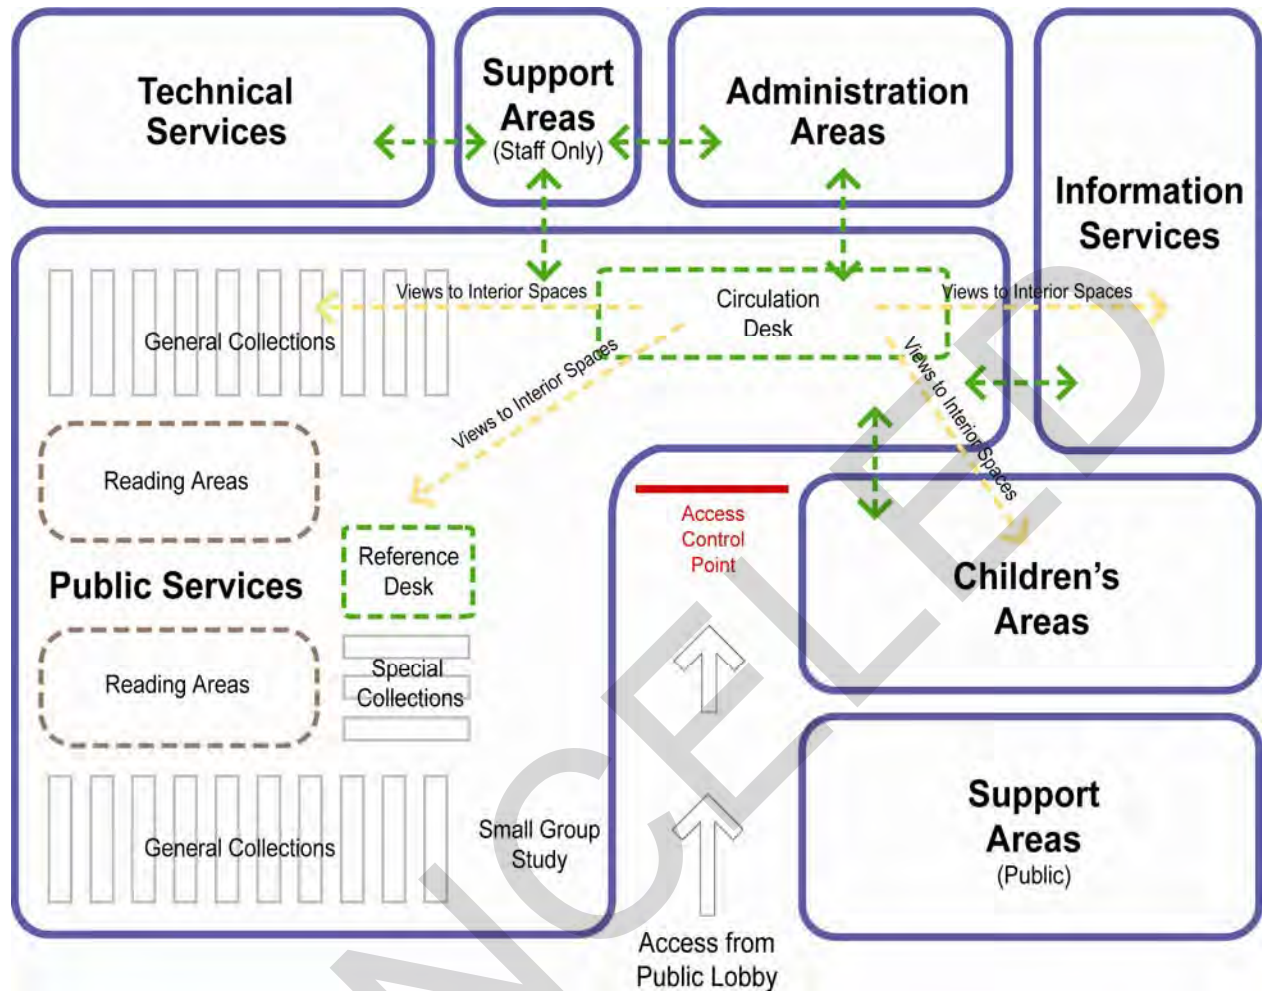 Technical
Services
Support
Areas
(Staff Only)
Administration
Areas
Information
Services
Views to Interior Spaces
Circulation
Desk
Views to Interior Spaces
General Collections
Views to Interior Spaces
Views to Interior Spaces
Reading Areas
Access
Control
Point
Reference
Desk
Public Services
Children's
Areas
Reading Areas
Special
Collections
Support
Areas
(Public)
General Collections
Small Group
Study
Access from
Public Lobby
NCELED